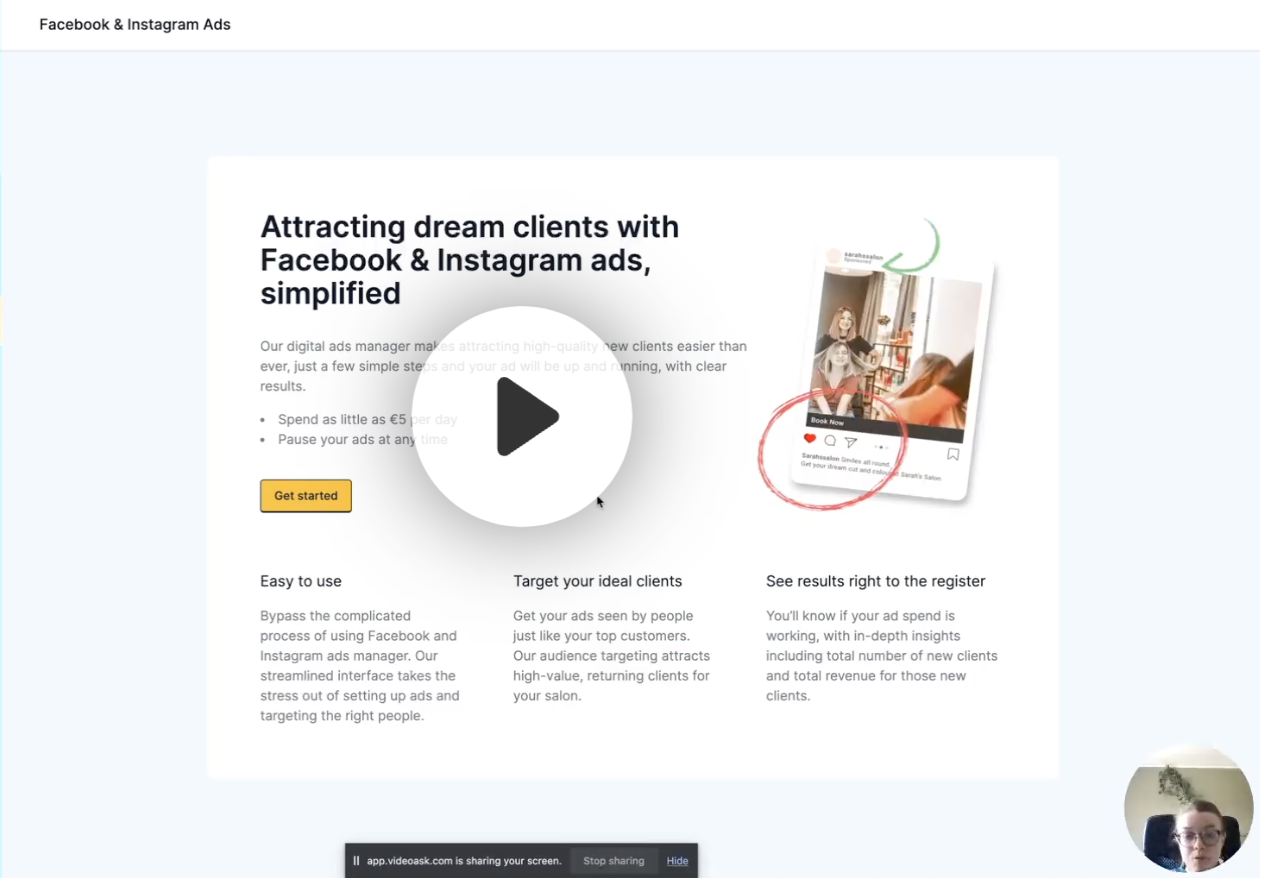 Facebook & Instagram Ads
Attracting dream clients with
Facebook & Instagram ads,
simplified
Our digital ads manager makes attracting high-quality new clients easier than
ever, just a few simple steps and your ad will be up and running, with clear
results.
• Spend as little as €5 per day
• Pause your ads at any time
Get started
sarahssalon
Sponsored
Book Now
Sarahssalon Smiles all round.
Get your dream cut and colour at Sarah's Salon
Easy to use
Bypass the complicated
process of using Facebook and
Instagram ads manager. Our
streamlined interface takes the
stress out of setting up ads and
targeting the right people.
Target your ideal clients
Get your ads seen by people
just like your top customers.
Our audience targeting attracts
high-value, returning clients for
your salon.
See results right to the register
You'll know if your ad spend is
working, with in-depth insights
including total number of new clients
and total revenue for those new
clients.
app.videoask.com is sharing your screen.
Stop sharing
Hide